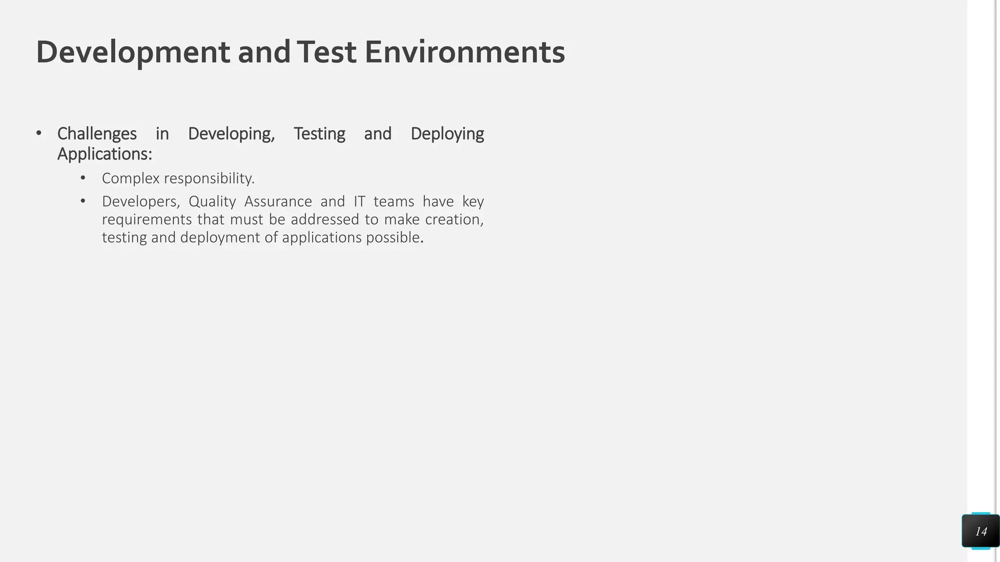 Development and Test Environments
• Challenges in Developing, Testing and Deploying
Applications:
• Complex responsibility.
• Developers, Quality Assurance and IT teams have key
requirements that must be addressed to make creation,
testing and deployment of applications possible.
14